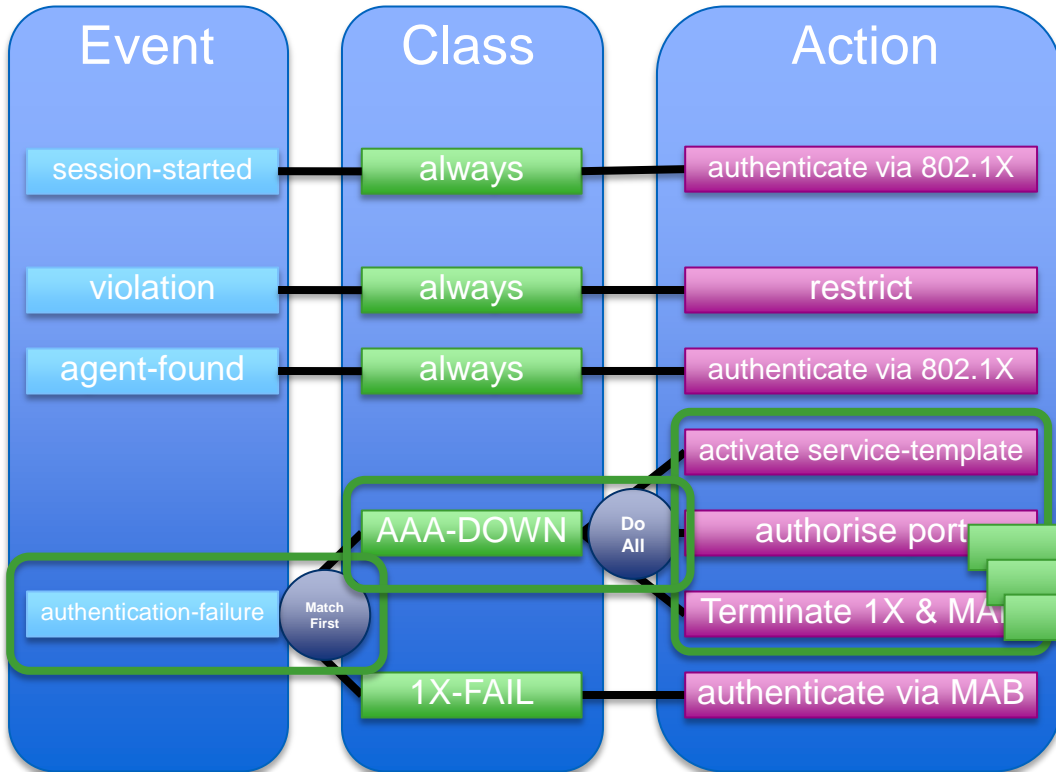 Event
Class
Action
session-started
always
authenticate via 802.1X
violation
always
restrict
agent-found
always
authenticate via 802.1X
activate service-template
AAA-DOWN
Do
All
authorise port
authentication-failure
Match
First
Terminate 1X &
1X-FAIL
authenticate via MAB